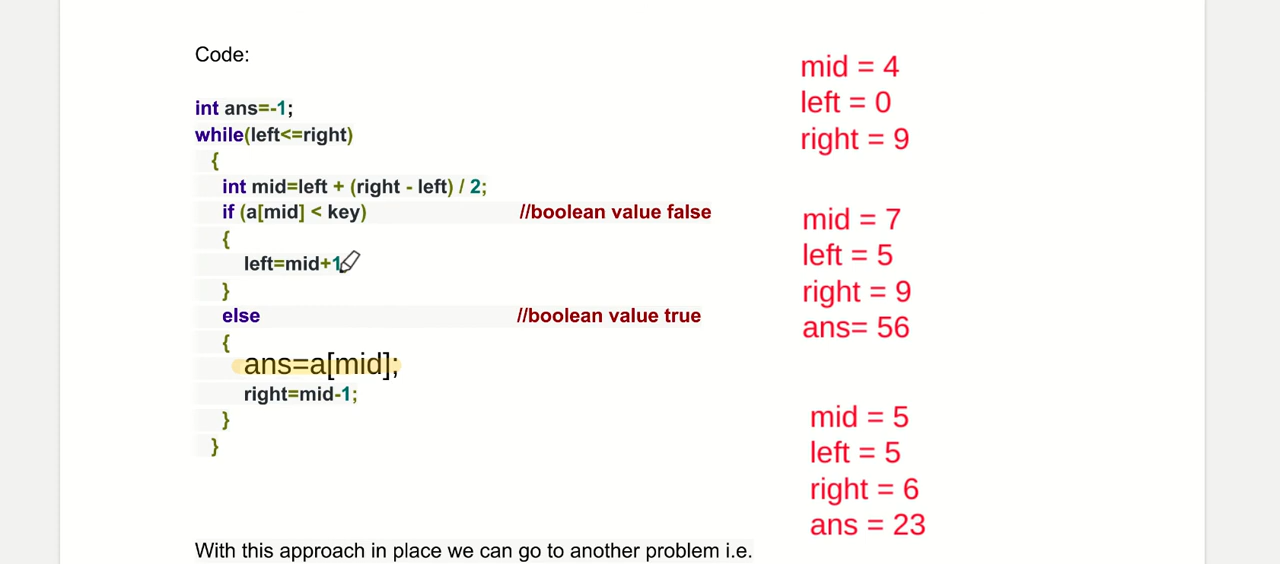 Code:
int ans=-1;
while(left<=right)
{
int mid=left + (right - left) / 2;
if (a[mid] < key) //boolean value false
{
left=mid+1
}
else //boolean value true
{
ans=a[mid];
right=mid-1;
}
}
With this approach in place we can go to another problem i.e.
mid = 4
left = 0
right = 9
mid = 7
left = 5
right = 9
ans= 56
mid = 5
left = 5
right = 6
ans = 23